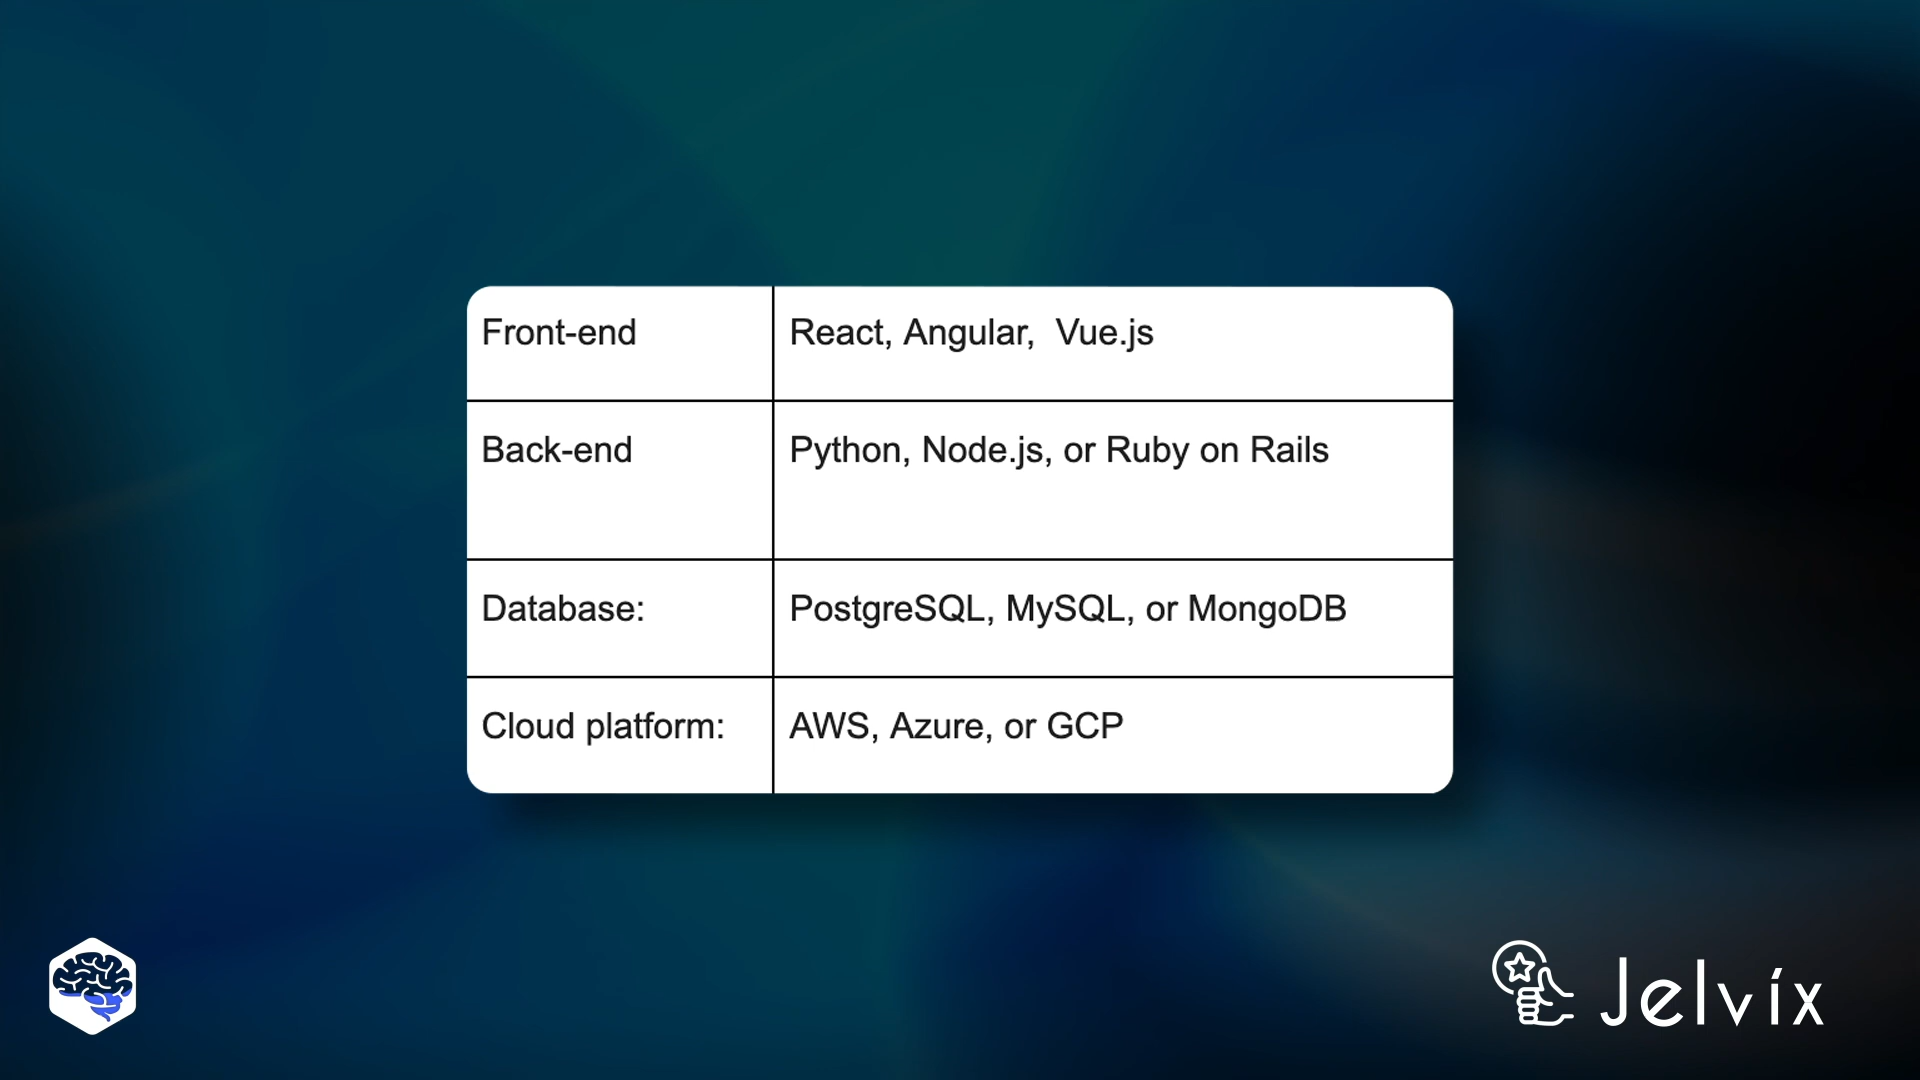 Front-end
React, Angular,  Vue.js
Back-end
Python, Node.js, or Ruby on Rails
Database:
PostgreSQL, MySQL, or MongoDB
Cloud platform:
AWS, Azure, or GCP
Jelvix